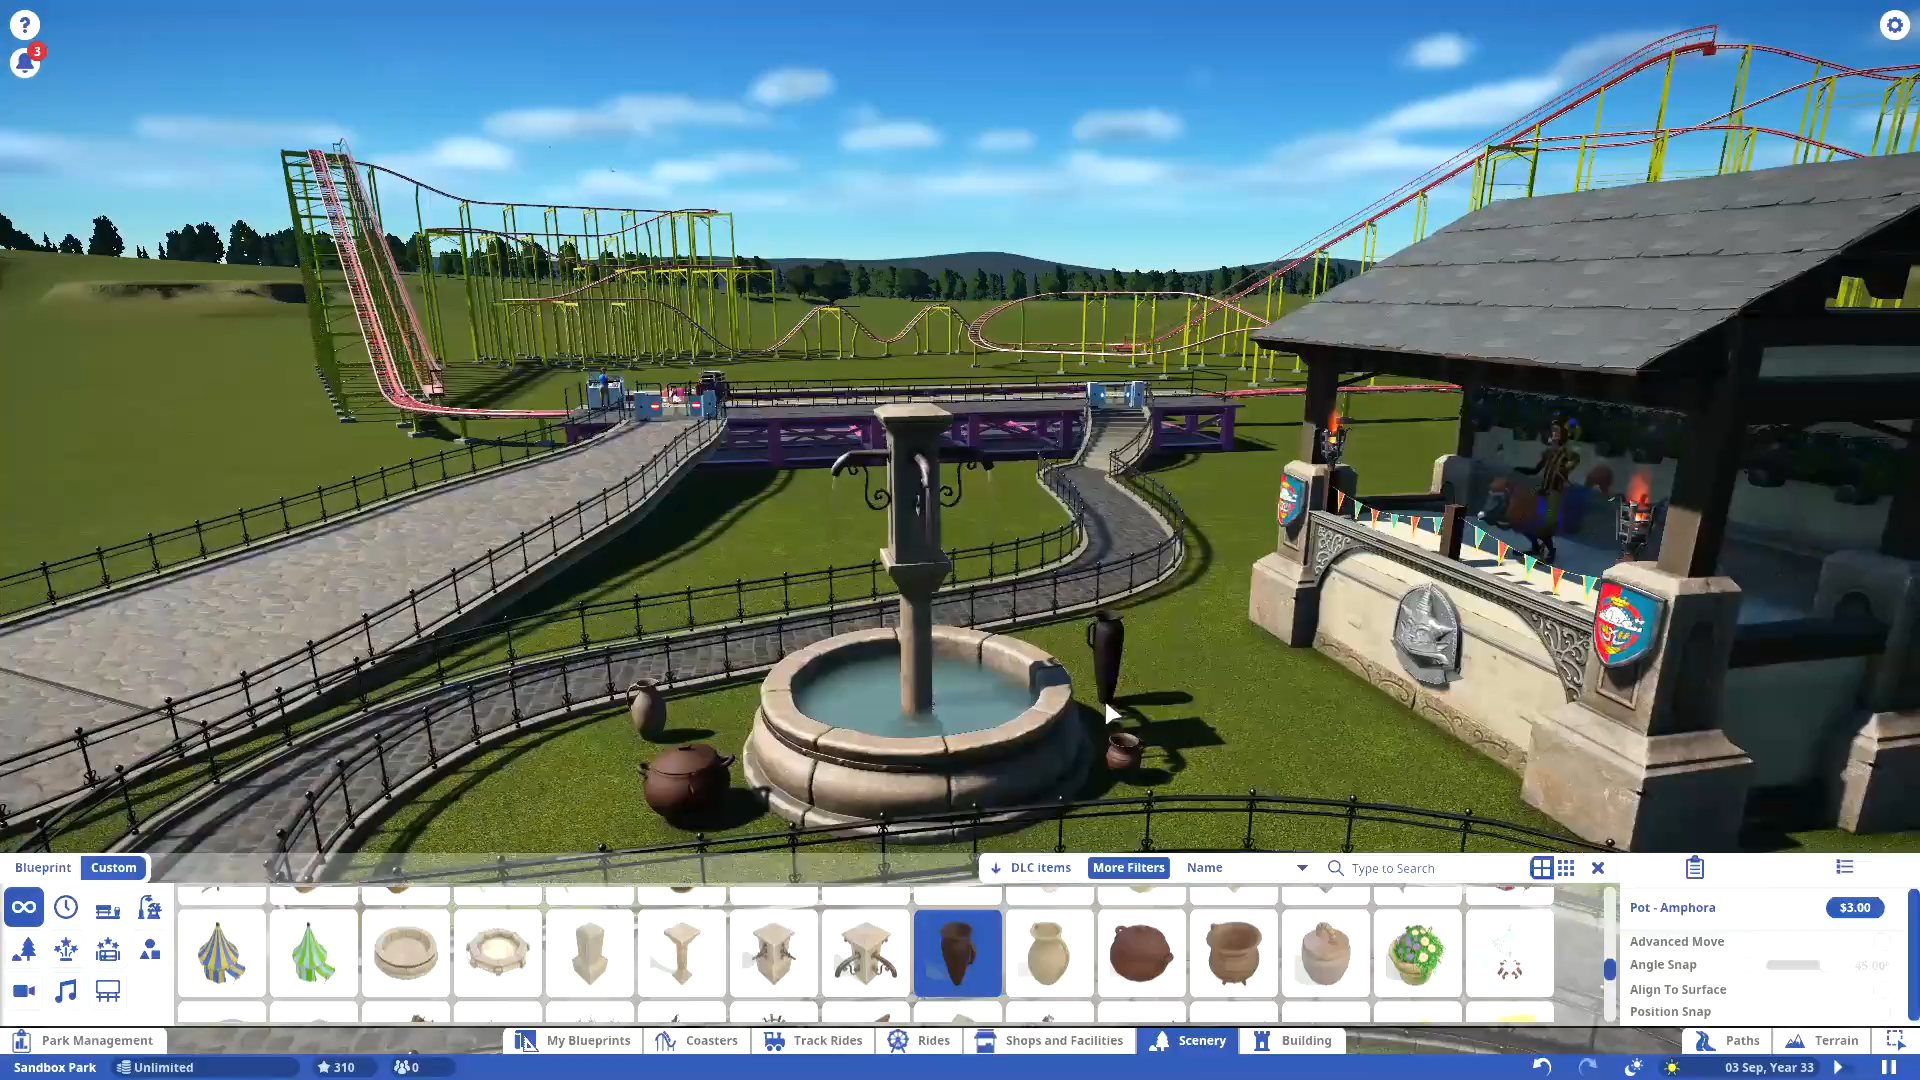 ?
3
Blueprint Custom DLC items More Filters Name Type to Search
Pot - Amphora $3.00
Advanced Move
Angle Snap 45.00°
Align To Surface
Position Snap
Park Management My Blueprints Coasters Track Rides Rides Shops and Facilities Scenery Building Paths Terrain
Sandbox Park Unlimited 310 0 03 Sep, Year 33